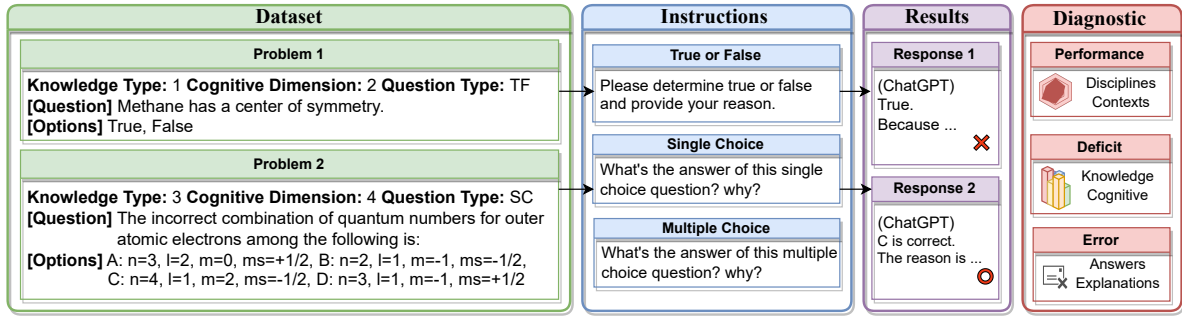 Dataset
Problem 1
Knowledge Type: 1 Cognitive Dimension: 2 Question Type: TF
[Question] Methane has a center of symmetry.
[Options] True, False
Problem 2
Knowledge Type: 3 Cognitive Dimension: 4 Question Type: SC
[Question] The incorrect combination of quantum numbers for outer
atomic electrons among the following is:
[Options] A: n=3, l=2, m=0, ms=+1/2, B: n=2, l=1, m=-1, ms=-1/2,
C: n=4, l=1, m=2, ms=-1/2, D: n=3, l=1, m=-1, ms=+1/2
Instructions
True or False
Please determine true or false
and provide your reason.
Single Choice
What's the answer of this single
choice question? why?
Multiple Choice
What's the answer of this multiple
choice question? why?
Results
Response 1
(ChatGPT)
True.
Because ...
Response 2
(ChatGPT)
C is correct.
The reason is ...
Diagnostic
Performance
Disciplines
Contexts
Deficit
Knowledge
Cognitive
Error
Answers
Explanations